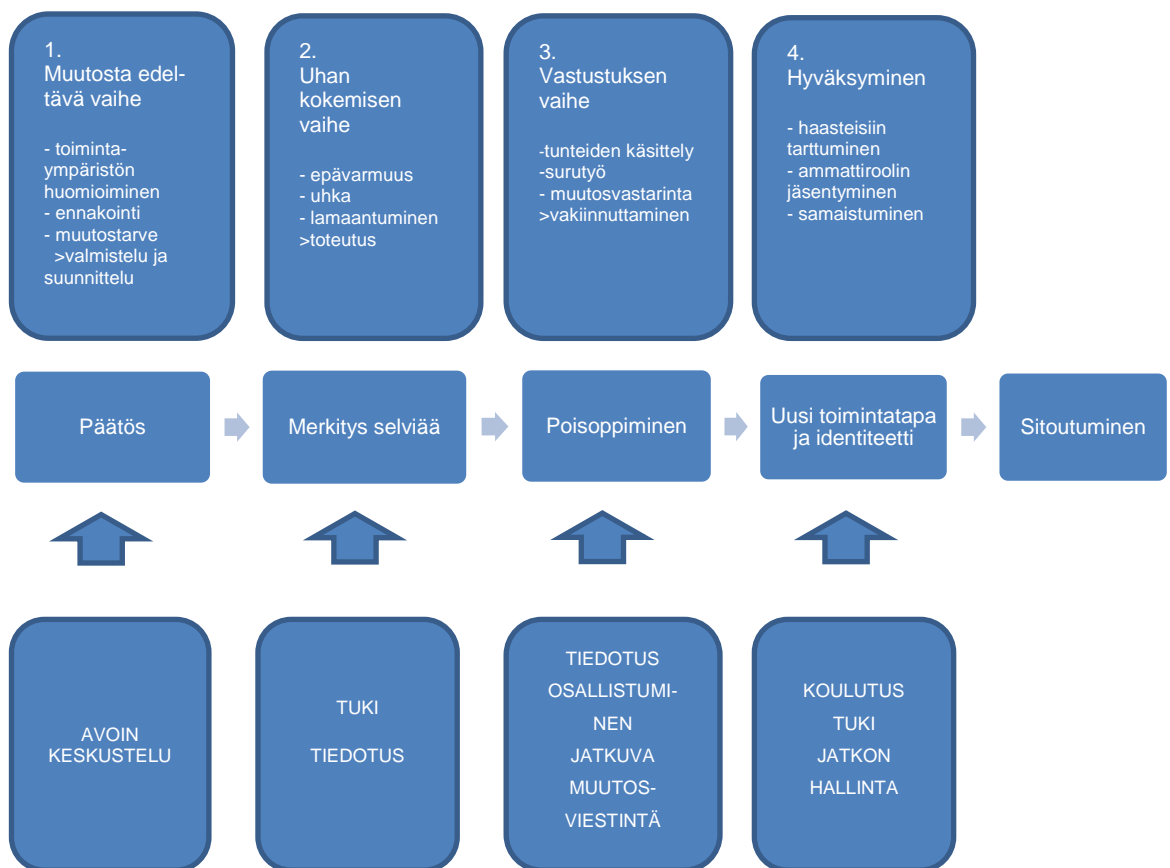 1.
Muutosta edel-
tävä vaihe
- toiminta-
ympäristön
huomioiminen
- ennakointi
- muutostarve
>valmistelu ja
suunnittelu
2.
Uhan
kokemisen
vaihe
- epävarmuus
- uhka
- lamaantuminen
>toteutus
3.
Vastustuksen
vaihe
-tunteiden käsittely
-surutyö
- muutosvastarinta
>vakiinnuttaminen
4.
Hyväksyminen
- haasteisiin
tarttuminen
- ammattiroolin
jäsentyminen
- samaistuminen
Päätös
Merkitys selviää
Poisoppiminen
Uusi toimintatapa
ja identiteetti
Sitoutuminen
AVOIN
KESKUSTELU
TUKI
TIEDOTUS
TIEDOTUS
OSALLISTUMI-
NEN
JATKUVA
MUUTOS-
VIESTINTÄ
KOULUTUS
TUKI
JATKON
HALLINTA